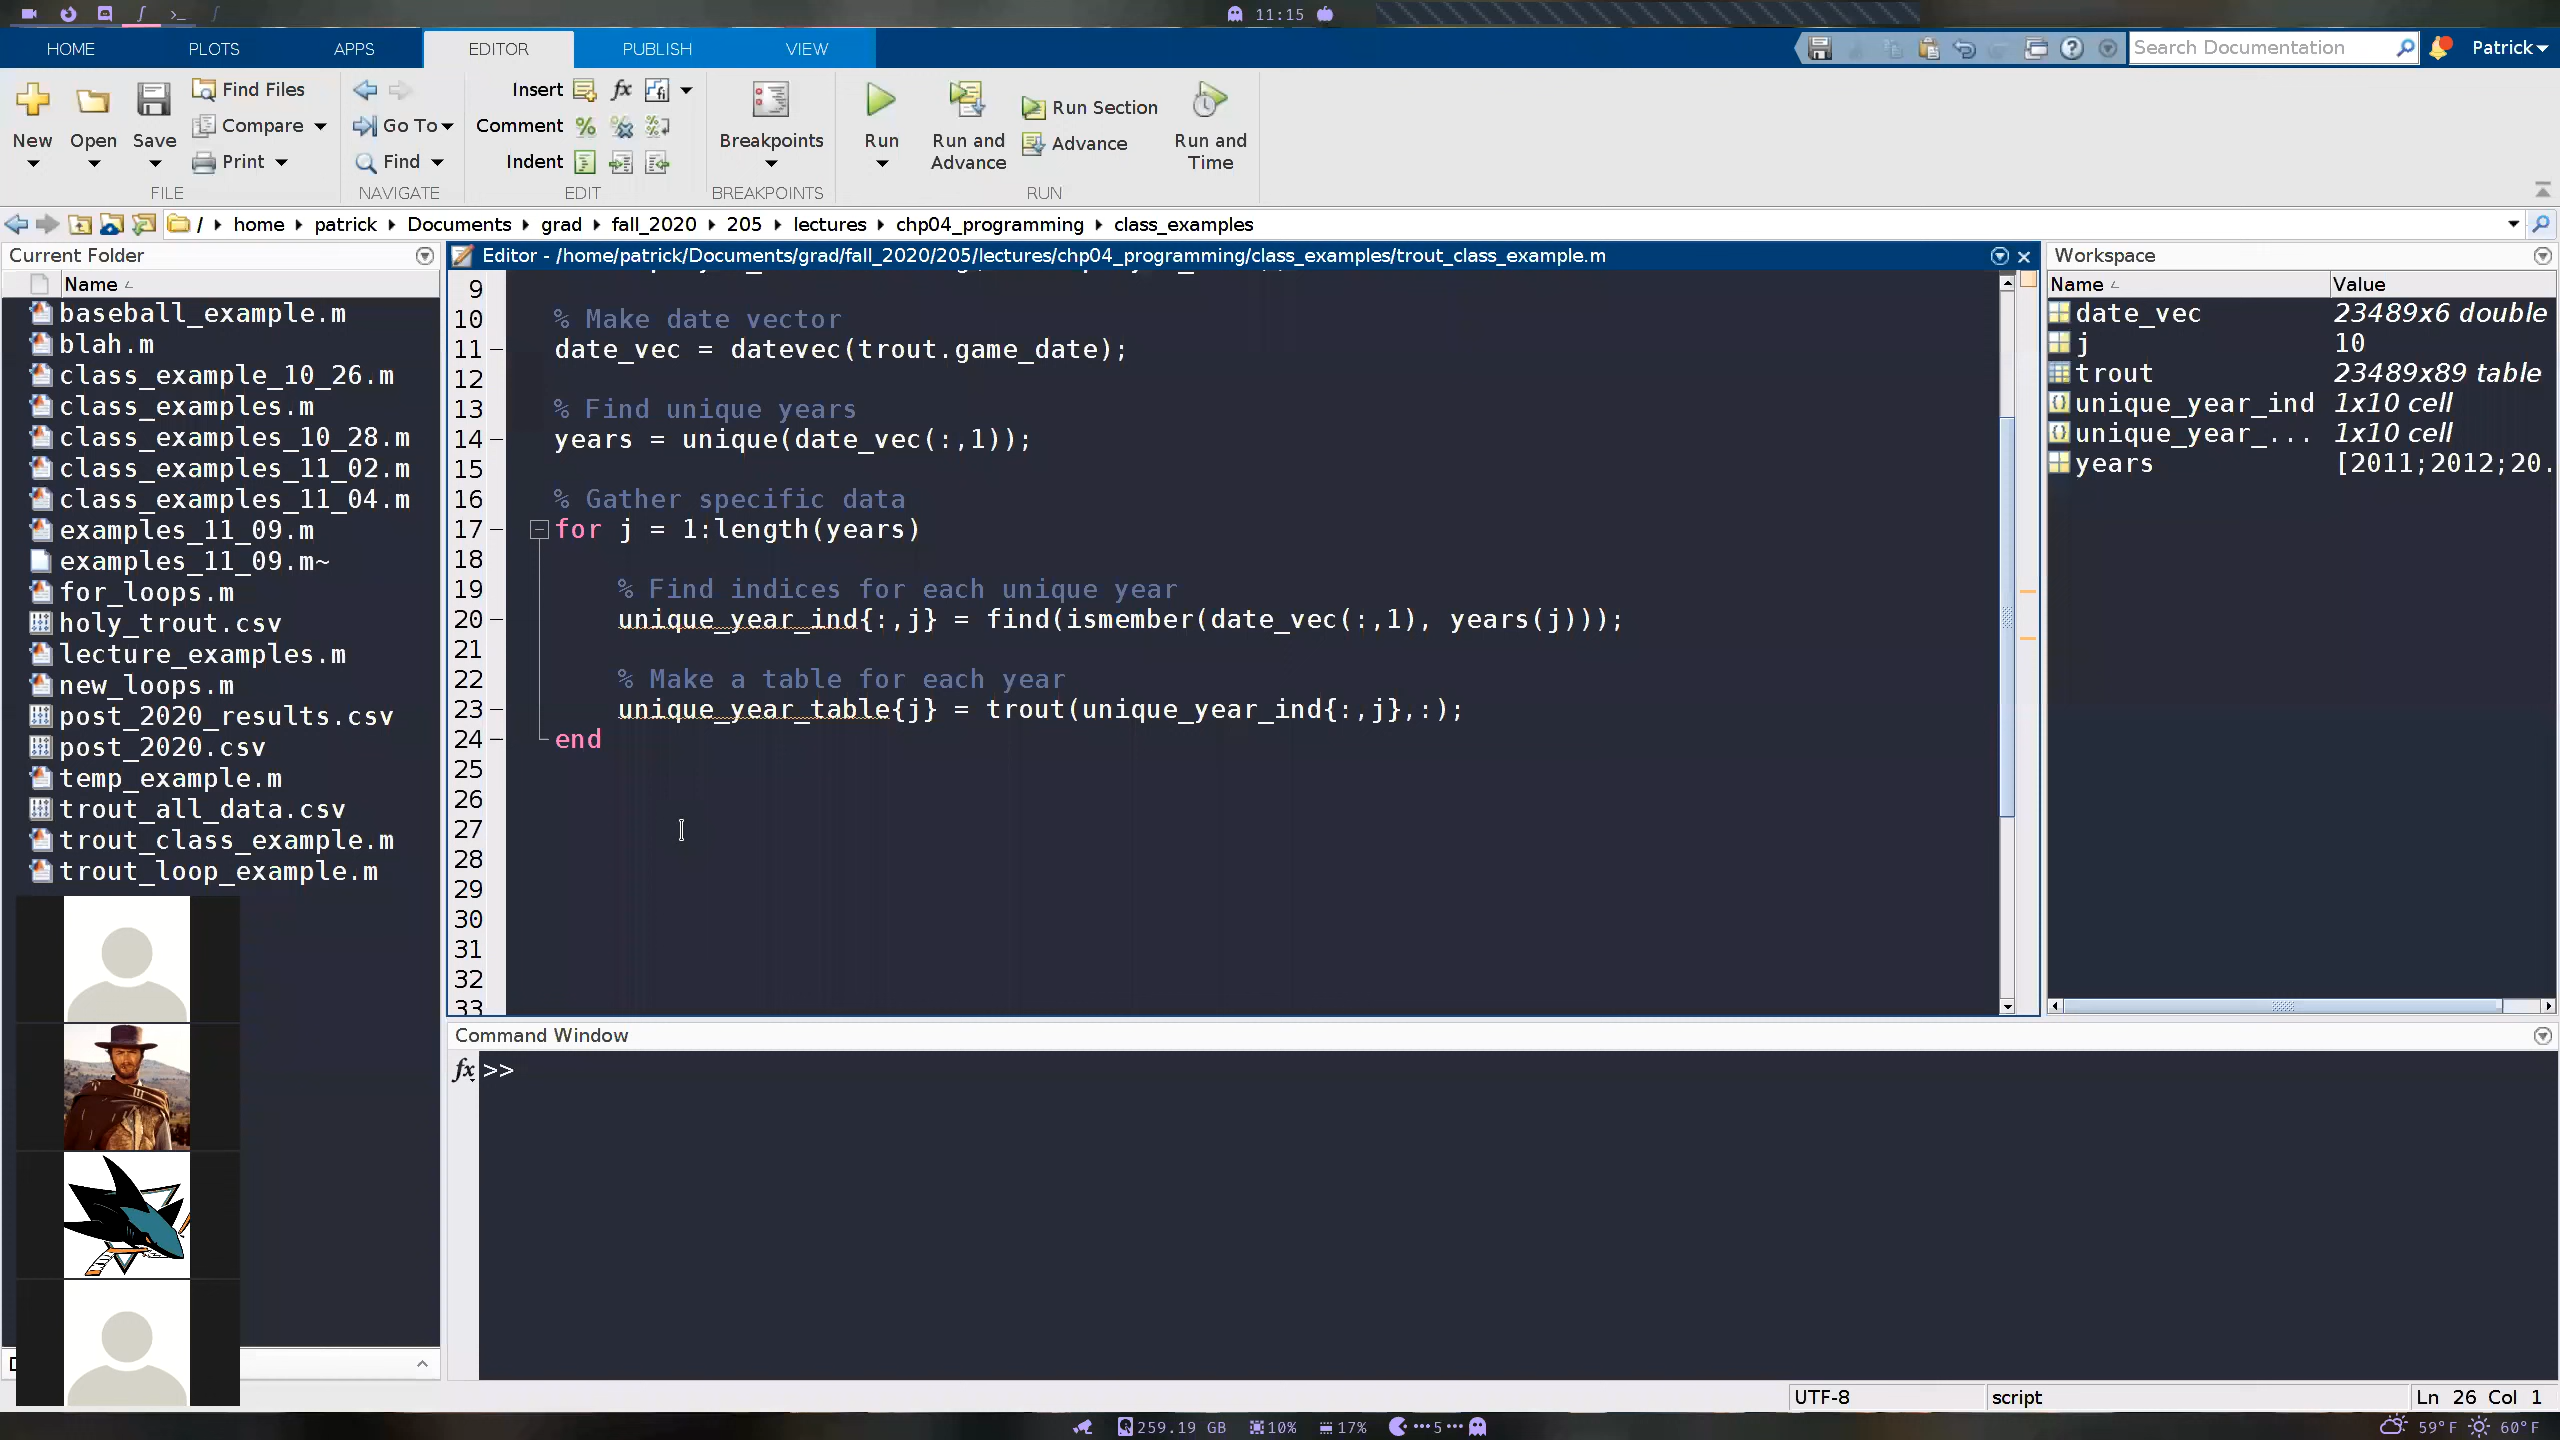 11:15
HOME PLOTS APPS EDITOR PUBLISH VIEW
Search Documentation
Patrick
New
Open
Save
Find Files
Compare
Print
FILE
Go To
Find
NAVIGATE
Insert fx
Comment
Indent
EDIT
Breakpoints
BREAKPOINTS
Run
Run and
Advance
Run Section
Advance
Run and
Time
RUN
/ home patrick Documents grad fall_2020 205 lectures chp04_programming class_examples
Current Folder
Name
baseball_example.m
blah.m
class_example_10_26.m
class_examples.m
class_examples_10_28.m
class_examples_11_02.m
class_examples_11_04.m
examples_11_09.m
examples_11_09.m~
for_loops.m
holy_trout.csv
lecture_examples.m
new_loops.m
post_2020_results.csv
post_2020.csv
temp_example.m
trout_all_data.csv
trout_class_example.m
trout_loop_example.m
Editor - /home/patrick/Documents/grad/fall_2020/205/lectures/chp04_programming/class_examples/trout_class_example.m
9
10 % Make date vector
11 – date_vec = datevec(trout.game_date);
12
13 % Find unique years
14 – years = unique(date_vec(:,1));
15
16 % Gather specific data
17 – for j = 1:length(years)
18
19 % Find indices for each unique year
20 – unique_year_ind{:,j} = find(ismember(date_vec(:,1), years(j)));
21
22 % Make a table for each year
23 – unique_year_table{j} = trout(unique_year_ind{:,j},:);
24 – end
25
26
27
28
29
30
31
32
33
Workspace
Name Value
date_vec 23489x6 double
j 10
trout 23489x89 table
unique_year_ind 1x10 cell
unique_year_... 1x10 cell
years [2011;2012;20.
Command Window
fx >>
UTF-8 script Ln 26 Col 1
259.19 GB 10% 17% 5 59°F 60°F